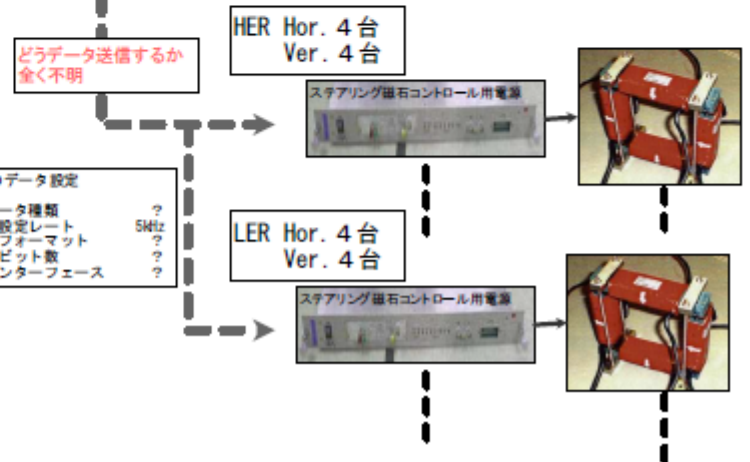 HER Hor. 4台
Ver. 4台
どうデータ送信するか
全く不明
ステアリング磁石コントロール用電源
データ設定
ータ種類 ?
設定レート 5kHz
フォーマット ?
ビット数 ?
ンターフェース ?
LER Hor. 4台
Ver. 4台
ステアリング磁石コントロール用電源